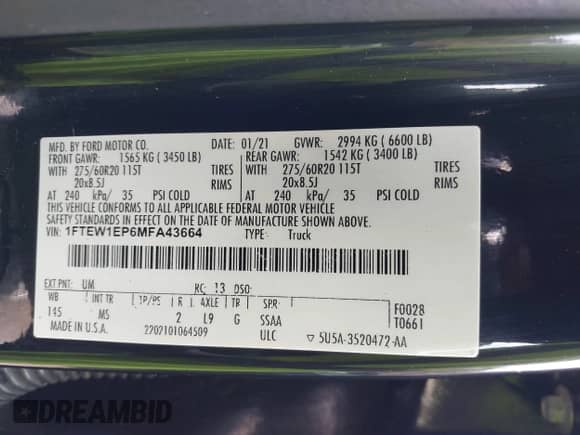 MFD. BY FORD MOTOR CO. DATE: 01/21 GVWR: 2994 KG ( 6600 LB)
FRONT GAWR: 1565 KG ( 3450 LB) REAR GAWR: 1542 KG ( 3400 LB)
WITH 275/60R20 115T TIRES WITH 275/60R20 115T TIRES
20x8.5J RIMS 20x8.5J RIMS
AT 240 kPa/ 35 PSI COLD AT 240 kPa/ 35 PSI COLD
THIS VEHICLE CONFORMS TO ALL APPLICABLE FEDERAL MOTOR VEHICLE
SAFETY STANDARDS IN EFFECT ON THE DATE OF MANUFACTURE SHOWN ABOVE.
VIN: 1FTEW1EP6MFA43664 TYPE: Truck
EXT PNT: UM RC: 13 DSO:
WB INT TR TP/PS R AXLE TR SPR F0028
145 MS 2 L9 G SSAA T0661
MADE IN U.S.A. 2202101064509 ULC 5U5A-3520472-AA
DREAMBID